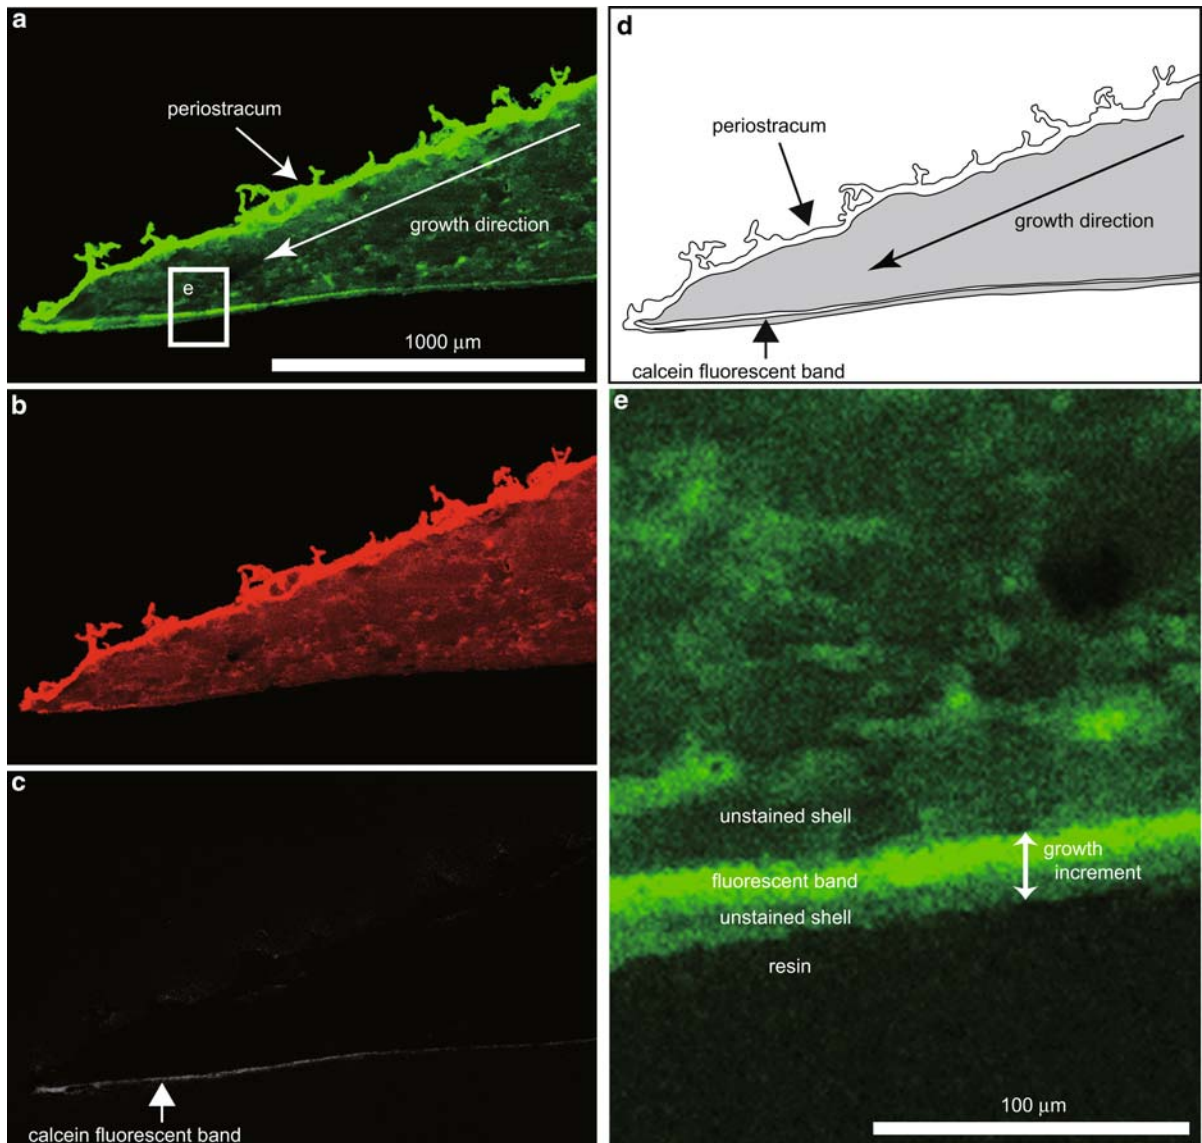 a
periostracum
growth direction
e
1000 μm
b
c
calcein fluorescent band
d
periostracum
growth direction
calcein fluorescent band
e
unstained shell
growth
increment
fluorescent band
unstained shell
resin
100 μm